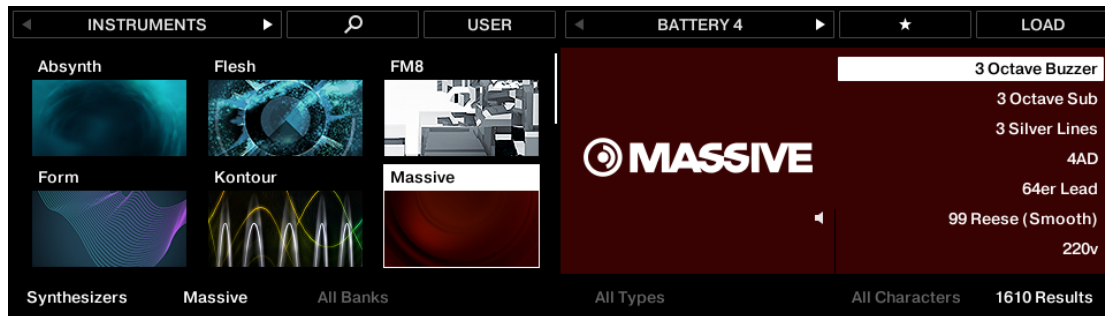 INSTRUMENTS
USER
BATTERY 4
LOAD
Absynth
Flesh
FM8
Form
Kontour
Massive
MASSIVE
3 Octave Buzzer
3 Octave Sub
3 Silver Lines
4AD
64er Lead
99 Reese (Smooth)
220v
Synthesizers
Massive
All Banks
All Types
All Characters
1610 Results